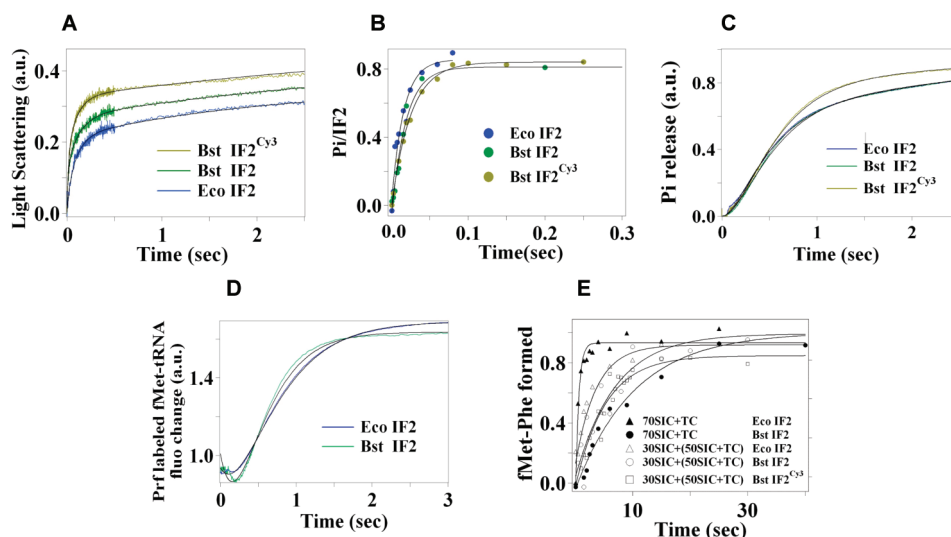 A
Light Scattering (a.u.)
0.4
0.2
0.0
Bst IF2Cy3
Bst IF2
Eco IF2
0
1
2
Time (sec)
B
Pi/IF2
0.8
0.4
0.0
Eco IF2
Bst IF2
Bst IF2Cy3
0.0
0.1
0.2
0.3
Time(sec)
C
Pi release (a.u.)
0.8
0.4
0.0
Eco IF2
Bst IF2
Bst IF2Cy3
0
1
2
Time (sec)
D
Prf labeled fMet-tRNA
fluo change (a.u.)
1.6
1.0
Eco IF2
Bst IF2
0
1
2
3
Time (sec)
E
fMet-Phe formed
0.8
0.4
0.0
70SIC+TC Eco IF2
70SIC+TC Bst IF2
30SIC+(50SIC+TC) Eco IF2
30SIC+(50SIC+TC) Bst IF2
30SIC+(50SIC+TC) Bst IF2Cy3
10
30
Time (sec)